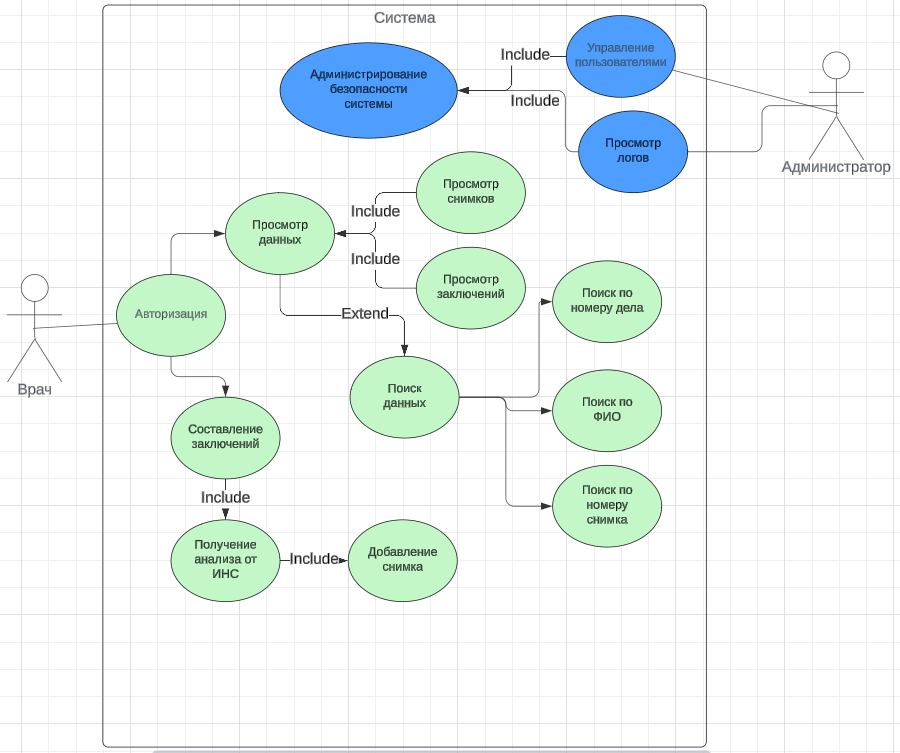 Система
Управление
пользователями
Include
Администрирование
безопасности
системы
Include
Просмотр
логов
Администратор
Просмотр
снимков
Include
Просмотр
данных
Include
Просмотр
заключений
Поиск по
номеру дела
Авторизация
Extend
Врач
Поиск
данных
Поиск по
ФИО
Составление
заключений
Include
Поиск по
номеру
снимка
Получение
анализа от
ИНС
Include
Добавление
снимка